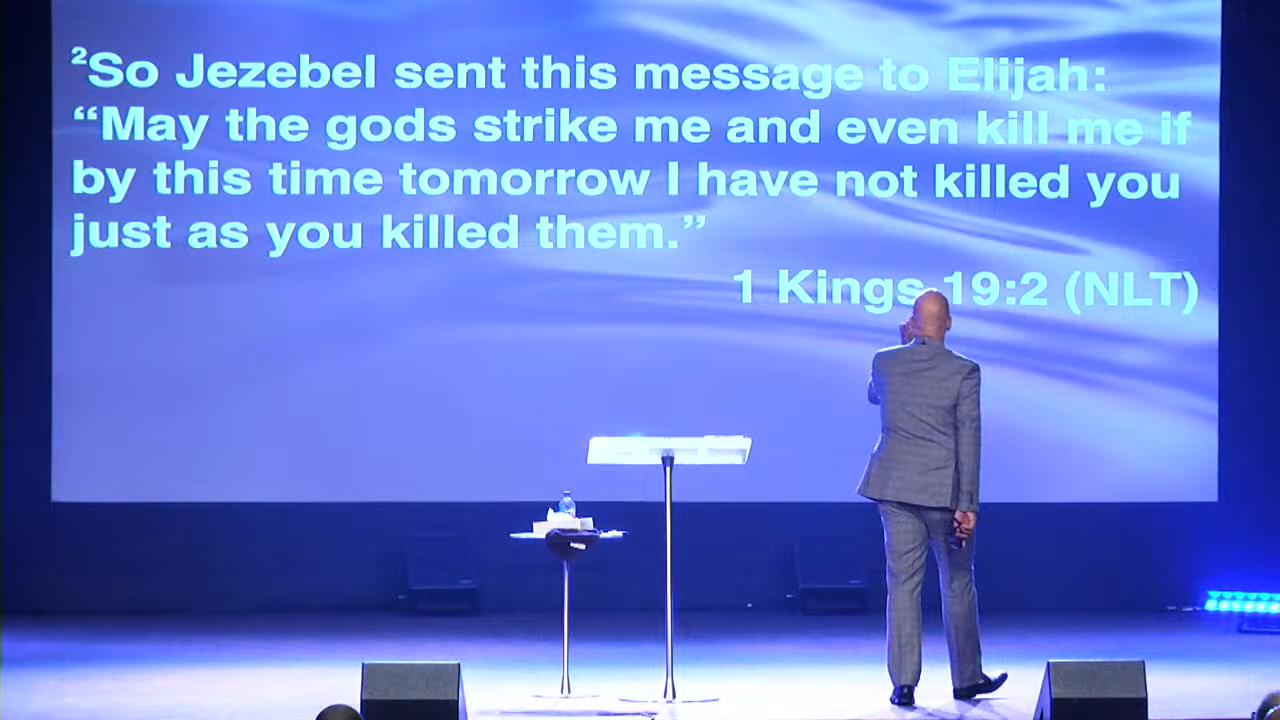 ²So Jezebel sent this message to Elijah:
“May the gods strike me and even kill me if
by this time tomorrow I have not killed you
just as you killed them.”
1 Kings 19:2 (NLT)